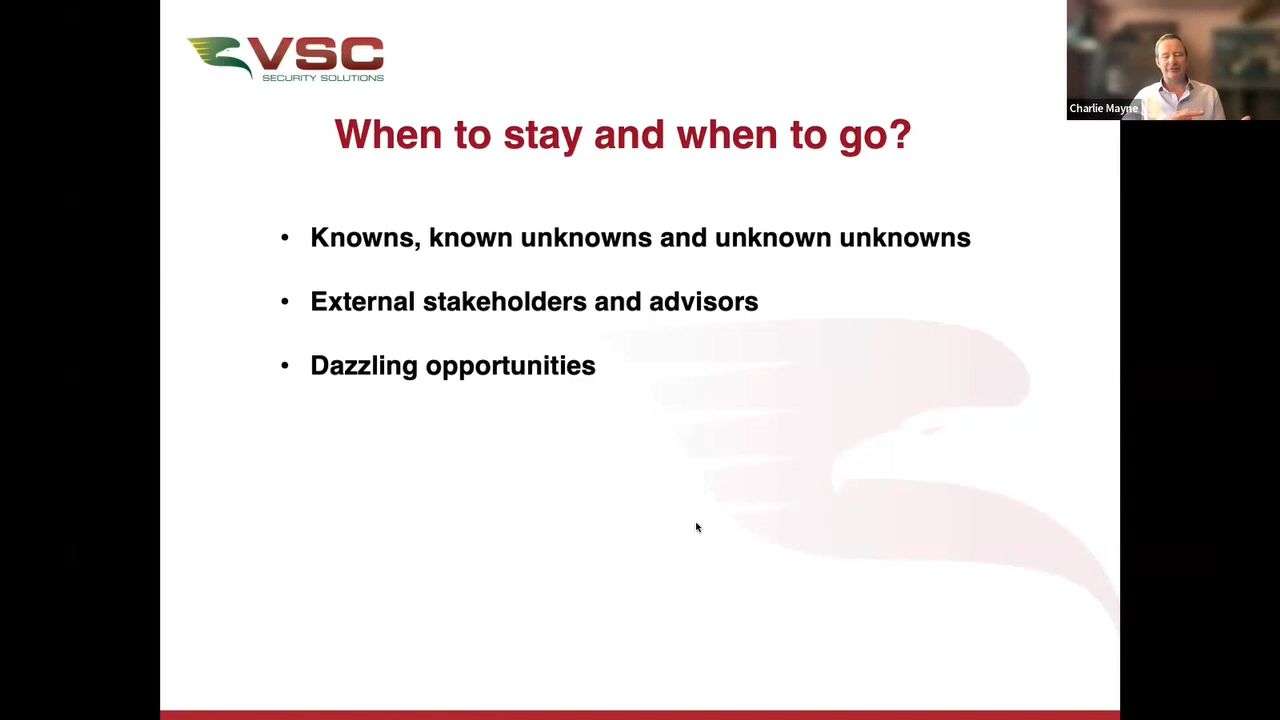 VSC
SECURITY SOLUTIONS
Charlie Mayne
When to stay and when to go?
• Knowns, known unknowns and unknown unknowns
• External stakeholders and advisors
• Dazzling opportunities